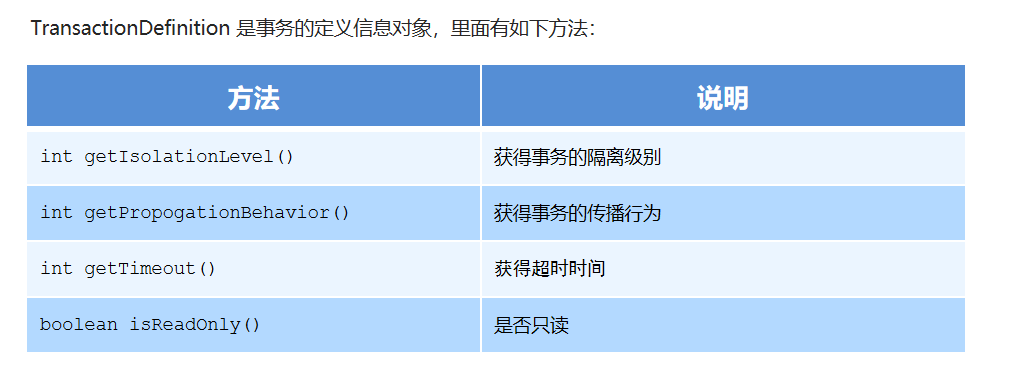 TransactionDefinition 是事务的定义信息对象，里面有如下方法：
方法 说明
int getIsolationLevel() 获得事务的隔离级别
int getPropogationBehavior() 获得事务的传播行为
int getTimeout() 获得超时时间
boolean isReadOnly() 是否只读